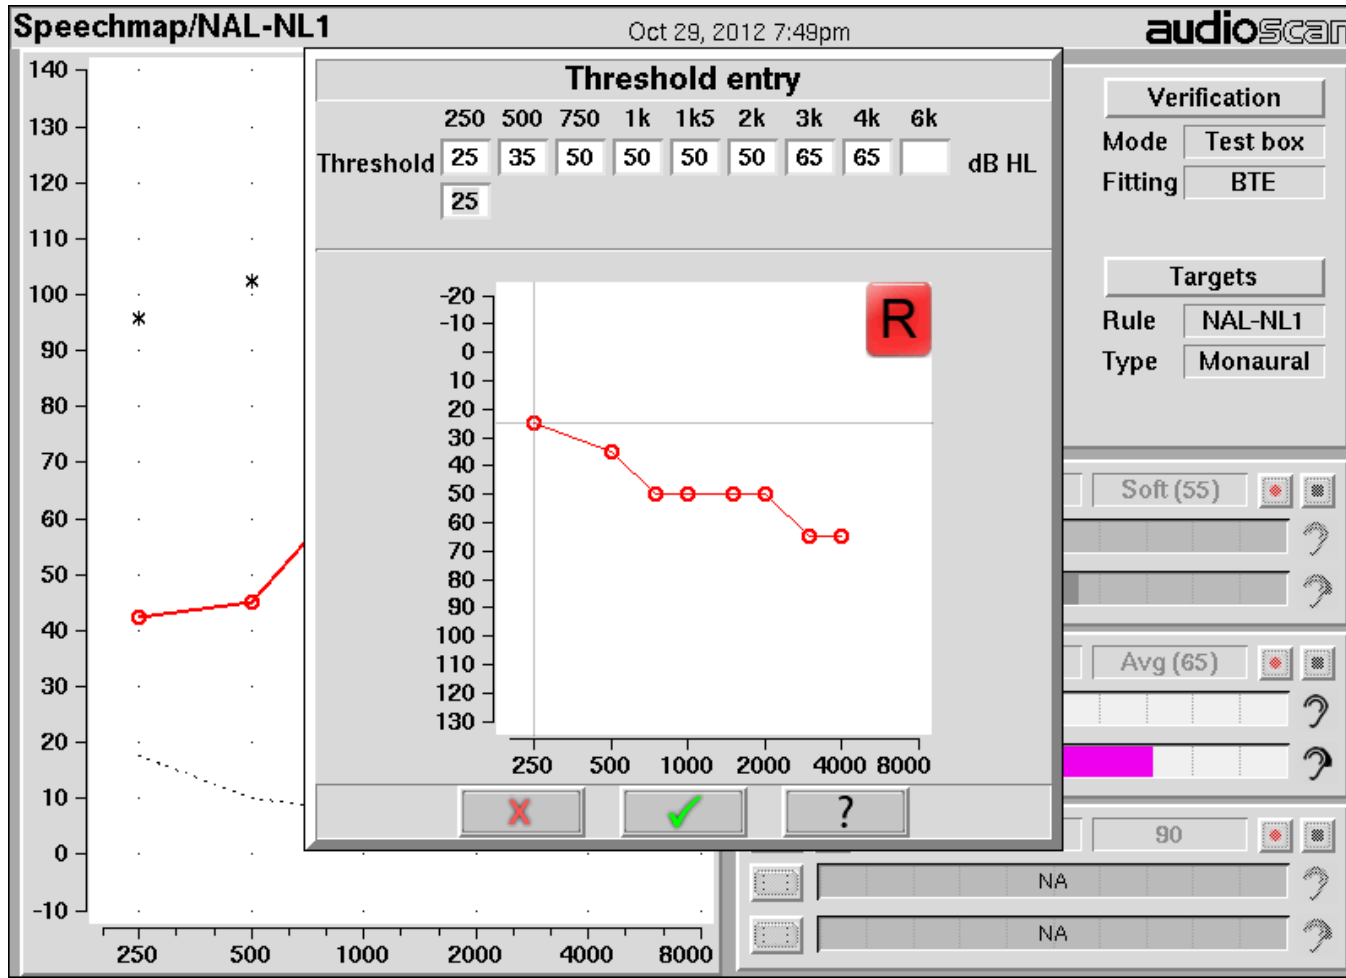 Speechmap/NAL-NL1
Oct 29, 2012 7:49pm
audioscan
Threshold entry
250 500 750 1k 1k5 2k 3k 4k 6k
Threshold 25 35 50 50 50 50 65 65 dB HL
25
R
-20
-10
0
10
20
30
40
50
60
70
80
90
100
110
120
130
250 500 1000 2000 4000 8000
X ✓ ?
140
130
120
110
100
90
80
70
60
50
40
30
20
10
0
-10
250 500 1000 2000 4000 8000
Verification
Mode Test box
Fitting BTE
Targets
Rule NAL-NL1
Type Monaural
Soft (55)
Avg (65)
90
NA
NA